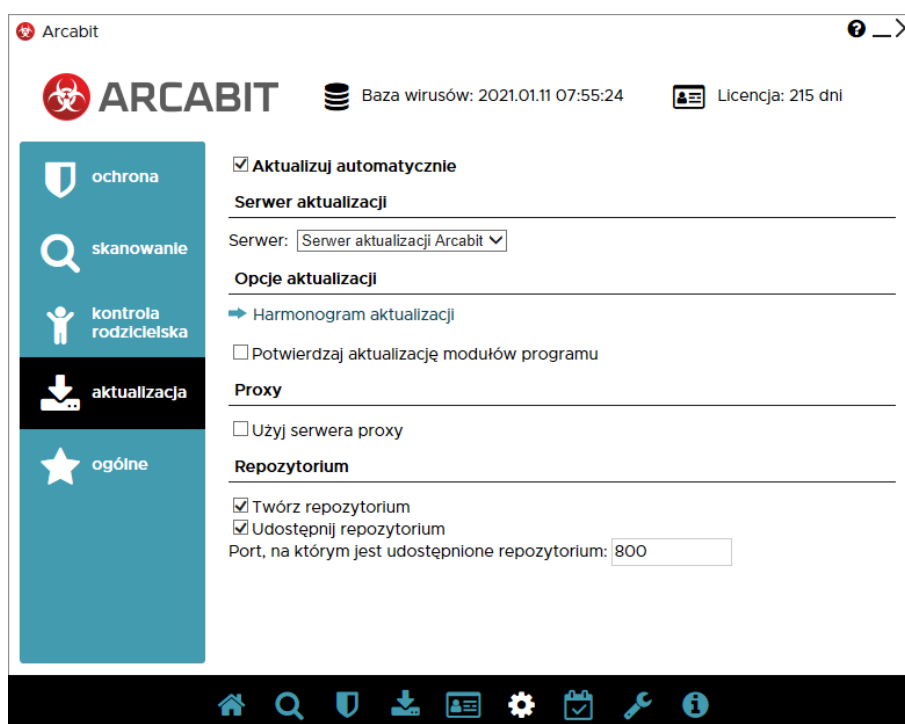 Arcabit
ARCABIT
Baza wirusów: 2021.01.11 07:55:24
Licencja: 215 dni
ochrona
skanowanie
kontrola
rodzicielska
aktualizacja
ogólne
Aktualizuj automatycznie
Serwer aktualizacji
Serwer: Serwer aktualizacji Arcabit
Opcje aktualizacji
Harmonogram aktualizacji
Potwierdzaj aktualizację modułów programu
Proxy
Użyj serwera proxy
Repozytorium
Twórz repozytorium
Udostępnij repozytorium
Port, na którym jest udostępnione repozytorium: 800